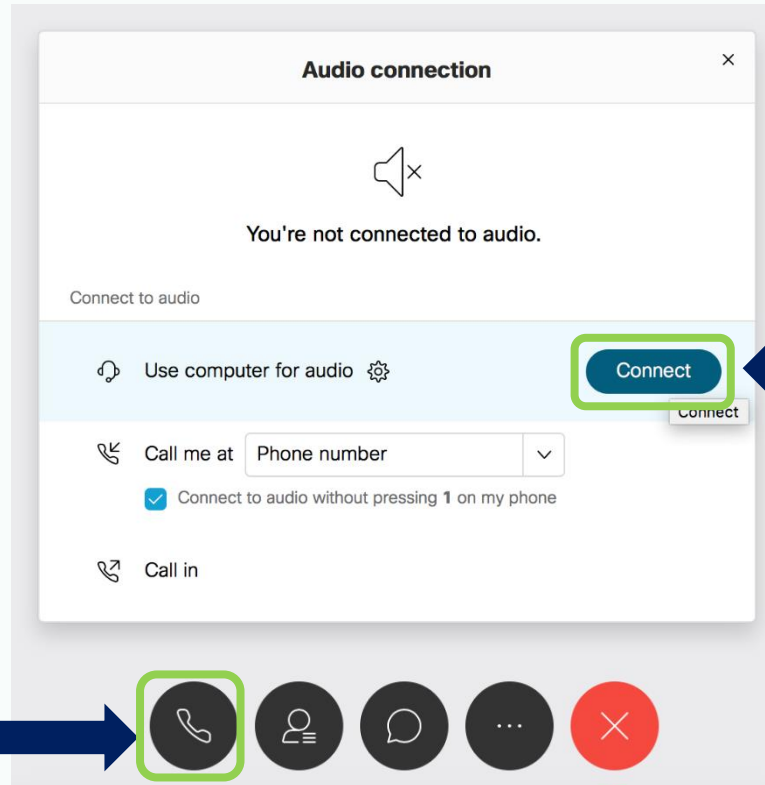 Audio connection
You're not connected to audio.
Connect to audio
Use computer for audio
Connect
Connect
Call me at
Phone number
Connect to audio without pressing 1 on my phone
Call in